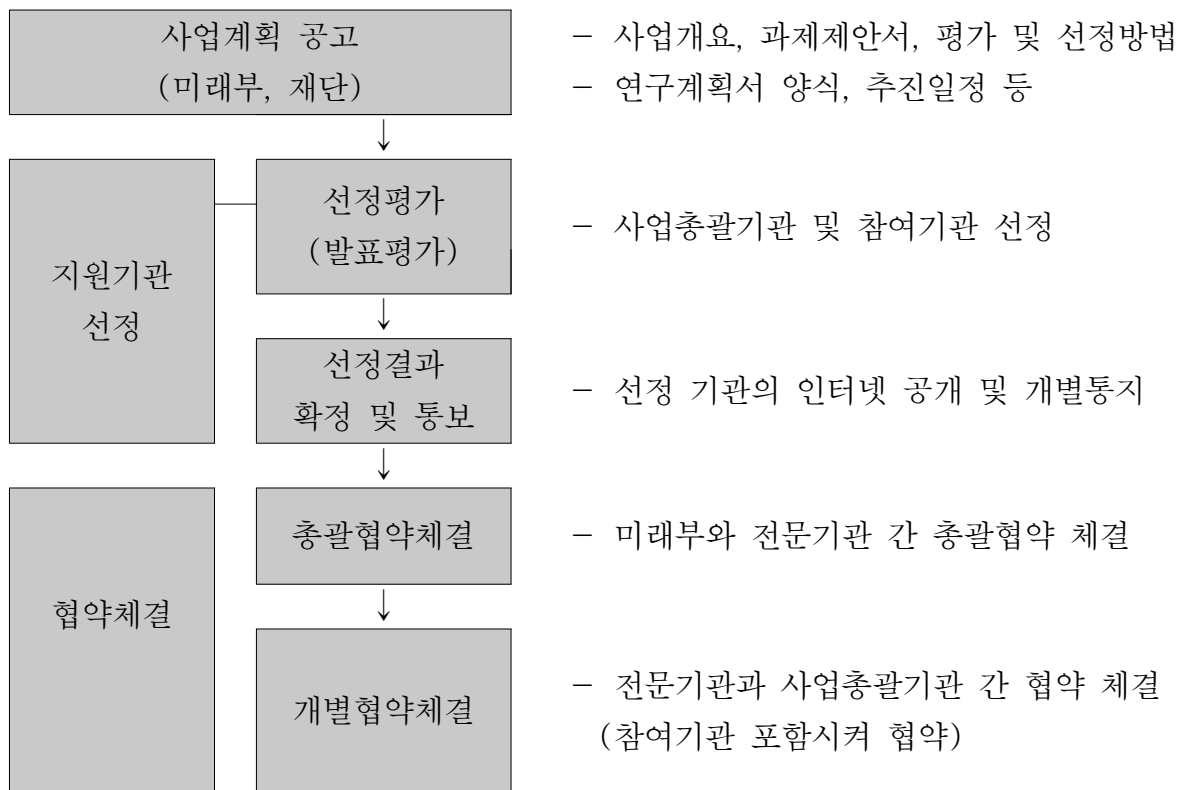 사업계획 공고
(미래부, 재단)
- 사업개요, 과제제안서, 평가 및 선정방법
- 연구계획서 양식, 추진일정 등
↓
지원기관
선정
선정평가
(발표평가)
- 사업총괄기관 및 참여기관 선정
↓
선정결과
확정 및 통보
- 선정 기관의 인터넷 공개 및 개별통지
↓
협약체결
총괄협약체결
- 미래부와 전문기관 간 총괄협약 체결
↓
개별협약체결
- 전문기관과 사업총괄기관 간 협약 체결
(참여기관 포함시켜 협약)